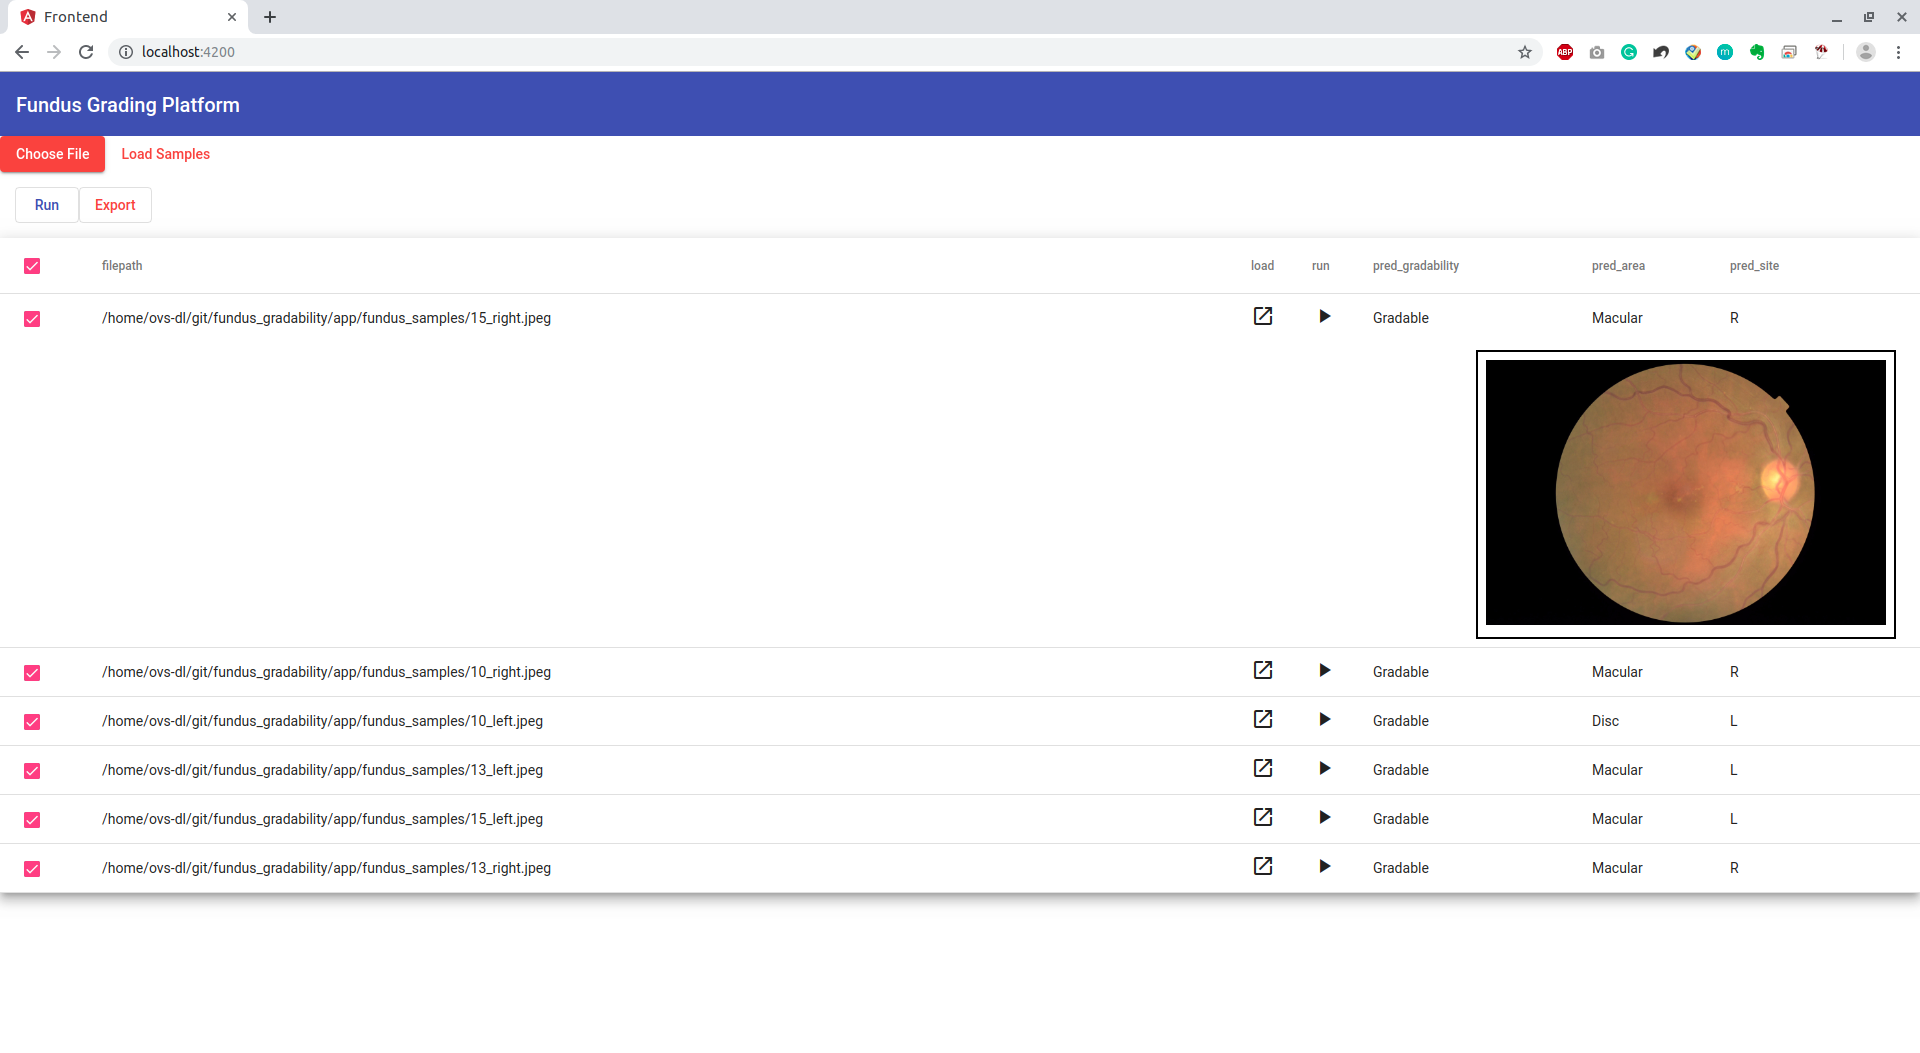 Frontend
localhost:4200
ABP
G
m
Fundus Grading Platform
Choose File Load Samples
Run Export
filepath load run pred_gradability pred_area pred_site
/home/ovs-dl/git/fundus_gradability/app/fundus_samples/15_right.jpeg Gradable Macular R
/home/ovs-dl/git/fundus_gradability/app/fundus_samples/10_right.jpeg Gradable Macular R
/home/ovs-dl/git/fundus_gradability/app/fundus_samples/10_left.jpeg Gradable Disc L
/home/ovs-dl/git/fundus_gradability/app/fundus_samples/13_left.jpeg Gradable Macular L
/home/ovs-dl/git/fundus_gradability/app/fundus_samples/15_left.jpeg Gradable Macular L
/home/ovs-dl/git/fundus_gradability/app/fundus_samples/13_right.jpeg Gradable Macular R